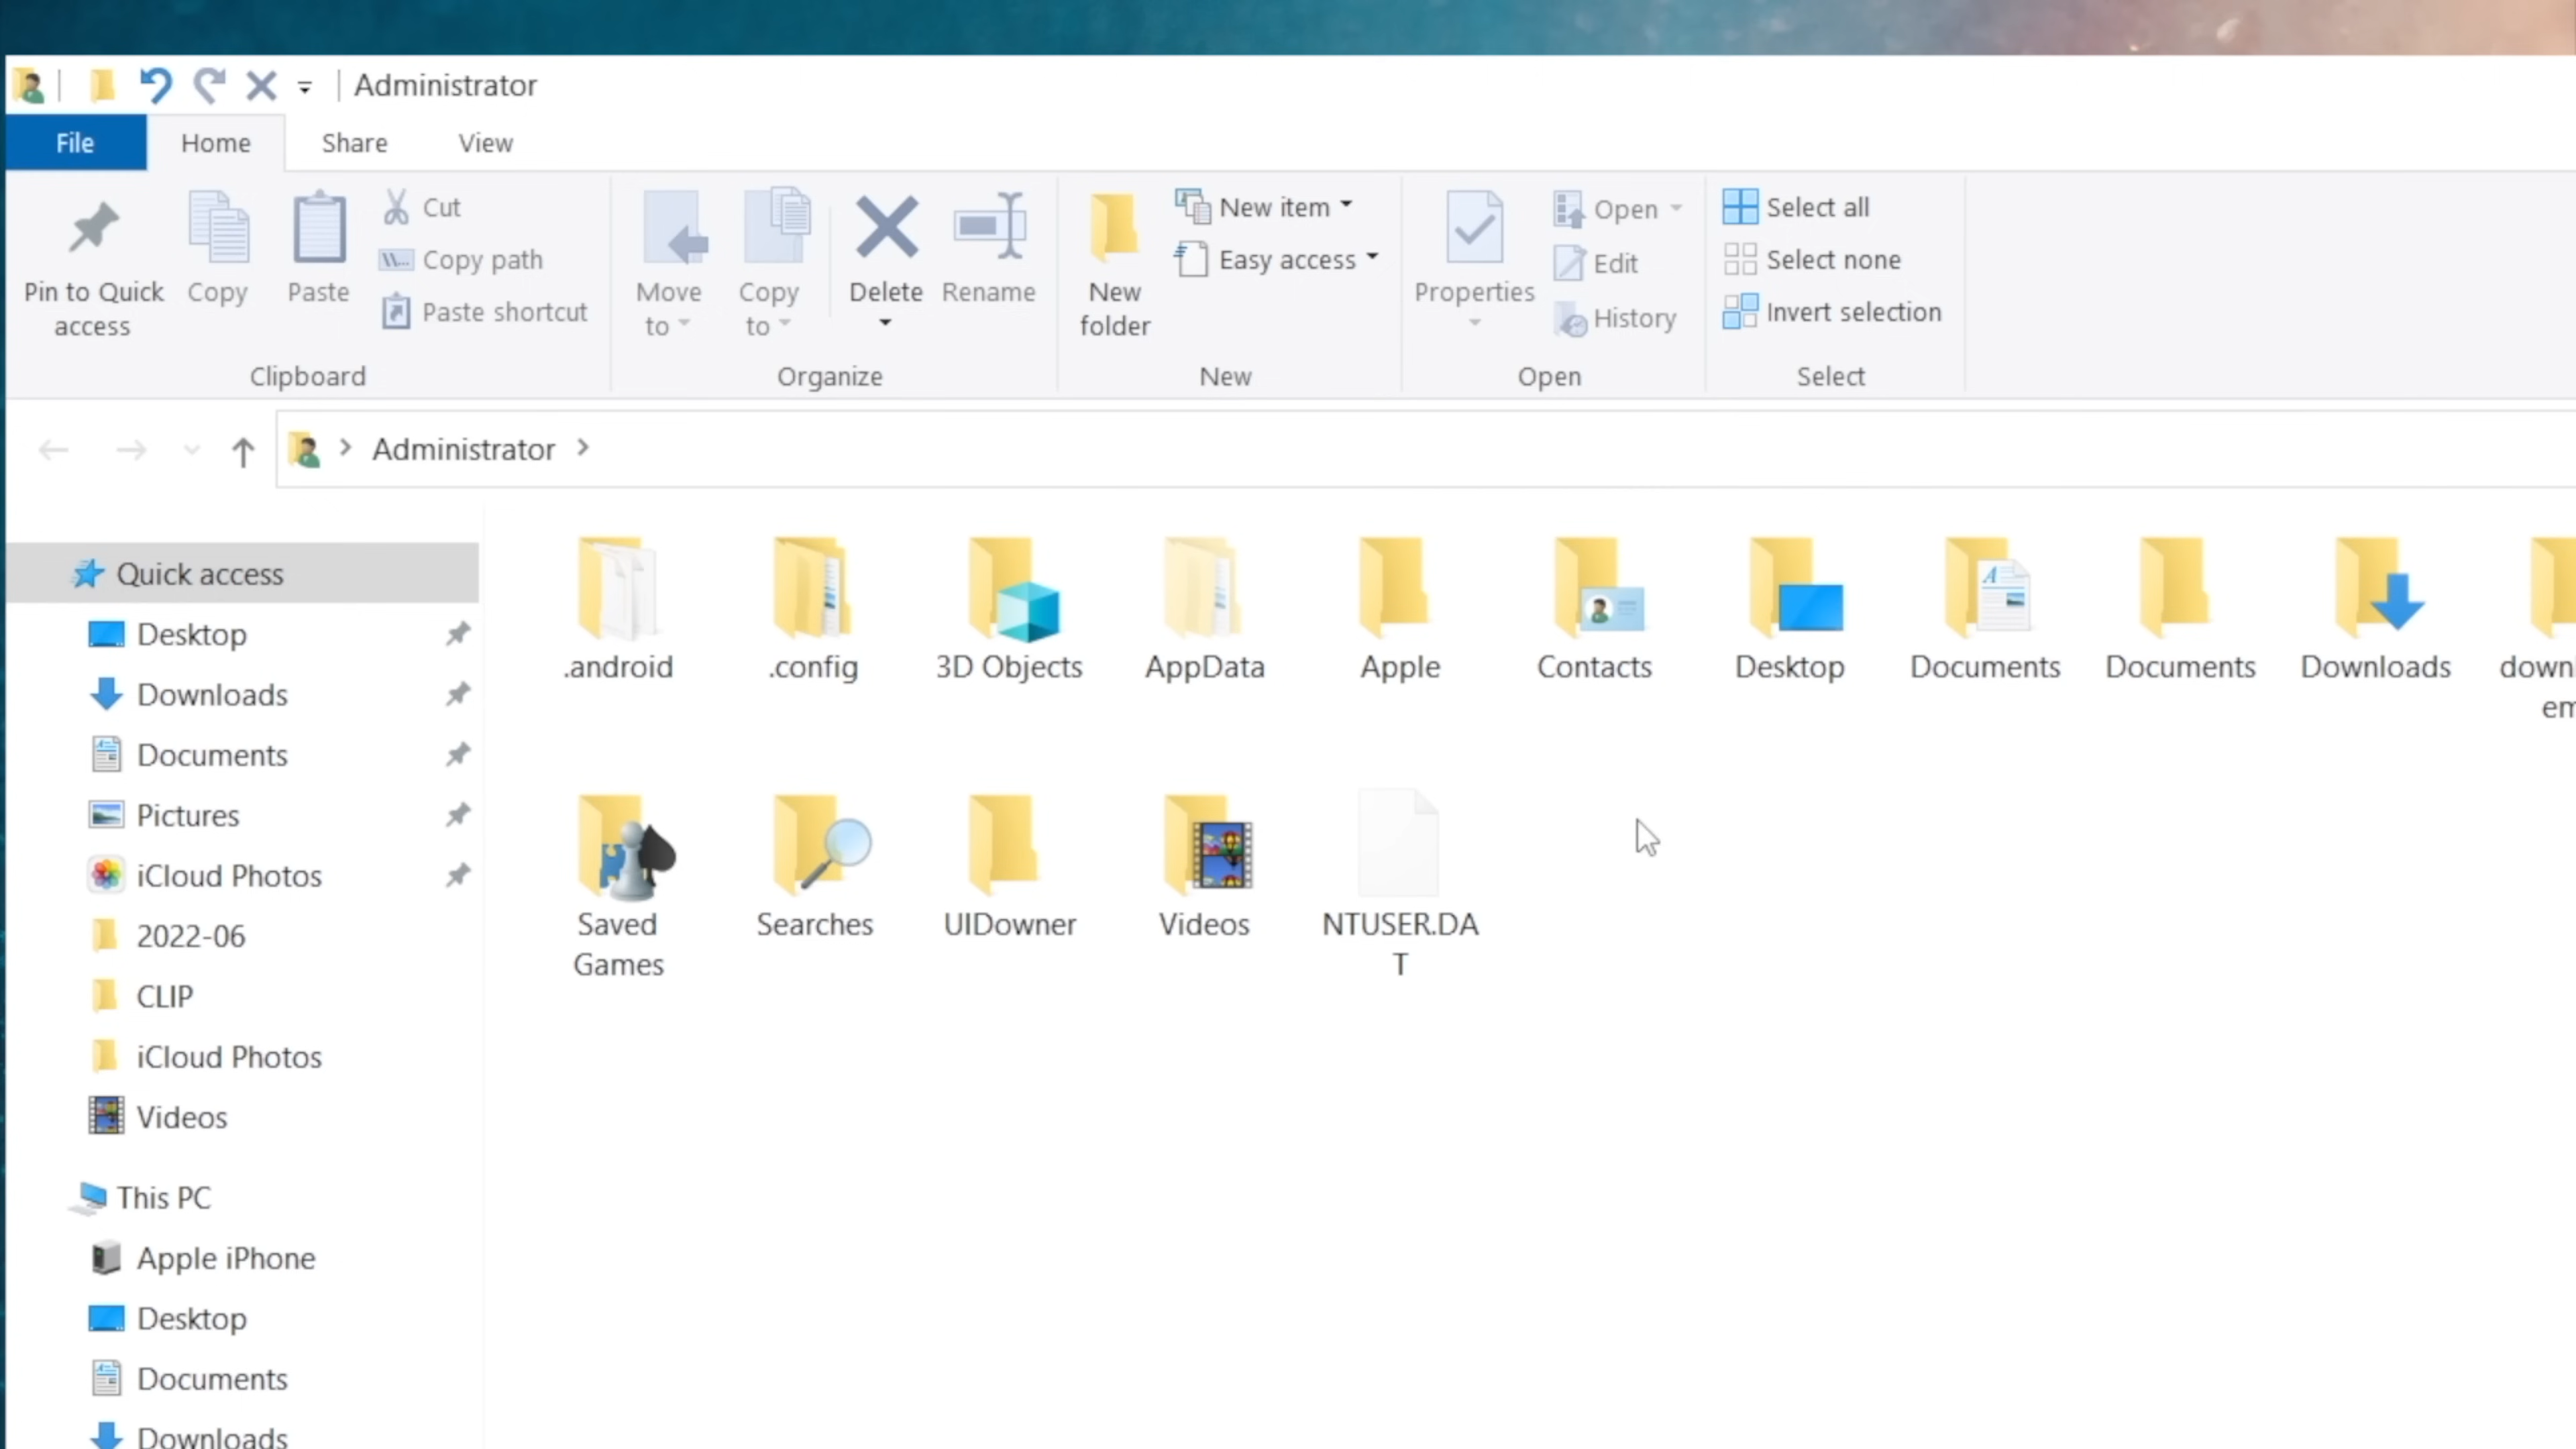 Administrator
File Home Share View
Pin to Quick access
Copy
Paste
Cut
Copy path
Paste shortcut
Clipboard
Move to
Copy to
Delete
Rename
Organize
New folder
New item
Easy access
New
Properties
Open
Edit
History
Open
Select all
Select none
Invert selection
Select
Administrator
Quick access
Desktop
Downloads
Documents
Pictures
iCloud Photos
2022-06
CLIP
iCloud Photos
Videos
This PC
Apple iPhone
Desktop
Documents
Downloads
.android
.config
3D Objects
AppData
Apple
Contacts
Desktop
Documents
Documents
Downloads
Saved
Games
Searches
UIDowner
Videos
NTUSER.DA
T